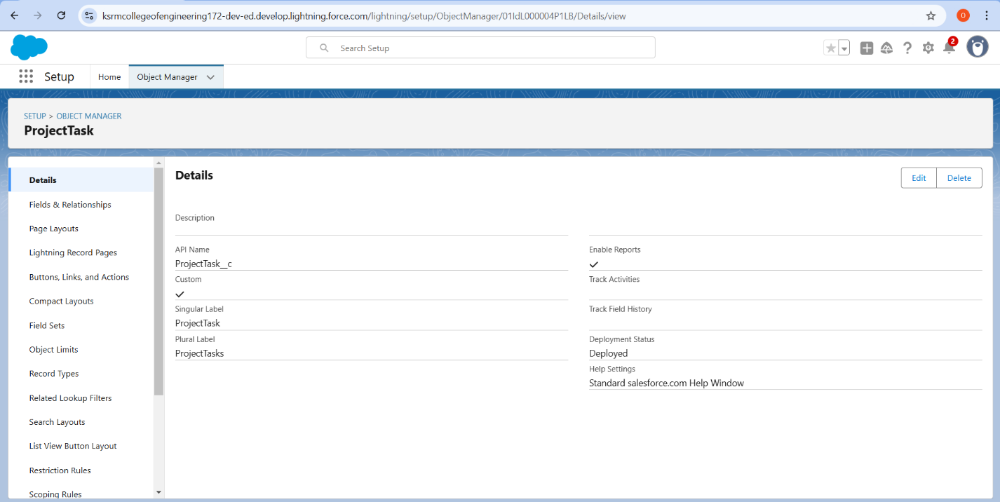 ksrmcollegeofengineering172-dev-ed.develop.lightning.force.com/lightning/setup/ObjectManager/01IdL000004P1LB/Details/view
0
Search Setup
2
Setup
Home
Object Manager
SETUP > OBJECT MANAGER
ProjectTask
Details
Fields & Relationships
Page Layouts
Lightning Record Pages
Buttons, Links, and Actions
Compact Layouts
Field Sets
Object Limits
Record Types
Related Lookup Filters
Search Layouts
List View Button Layout
Restriction Rules
Scoping Rules
Details
Edit
Delete
Description
API Name
ProjectTask__c
Custom
Singular Label
ProjectTask
Plural Label
ProjectTasks
Enable Reports
Track Activities
Track Field History
Deployment Status
Deployed
Help Settings
Standard salesforce.com Help Window